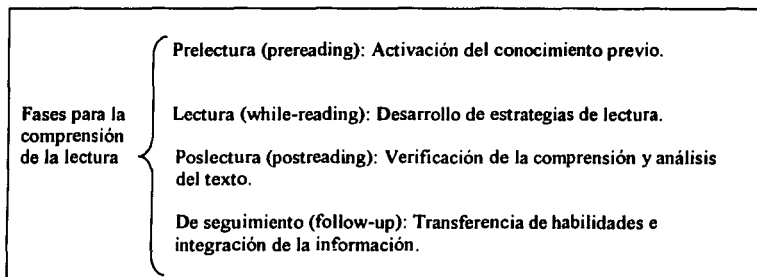 Prelectura (prereading): Activación del conocimiento previo.
Fases para la
comprensión
de la lectura
Lectura (while-reading): Desarrollo de estrategias de lectura.
Poslectura (postreading): Verificación de la comprensión y análisis
del texto.
De seguimiento (follow-up): Transferencia de habilidades e
integración de la información.